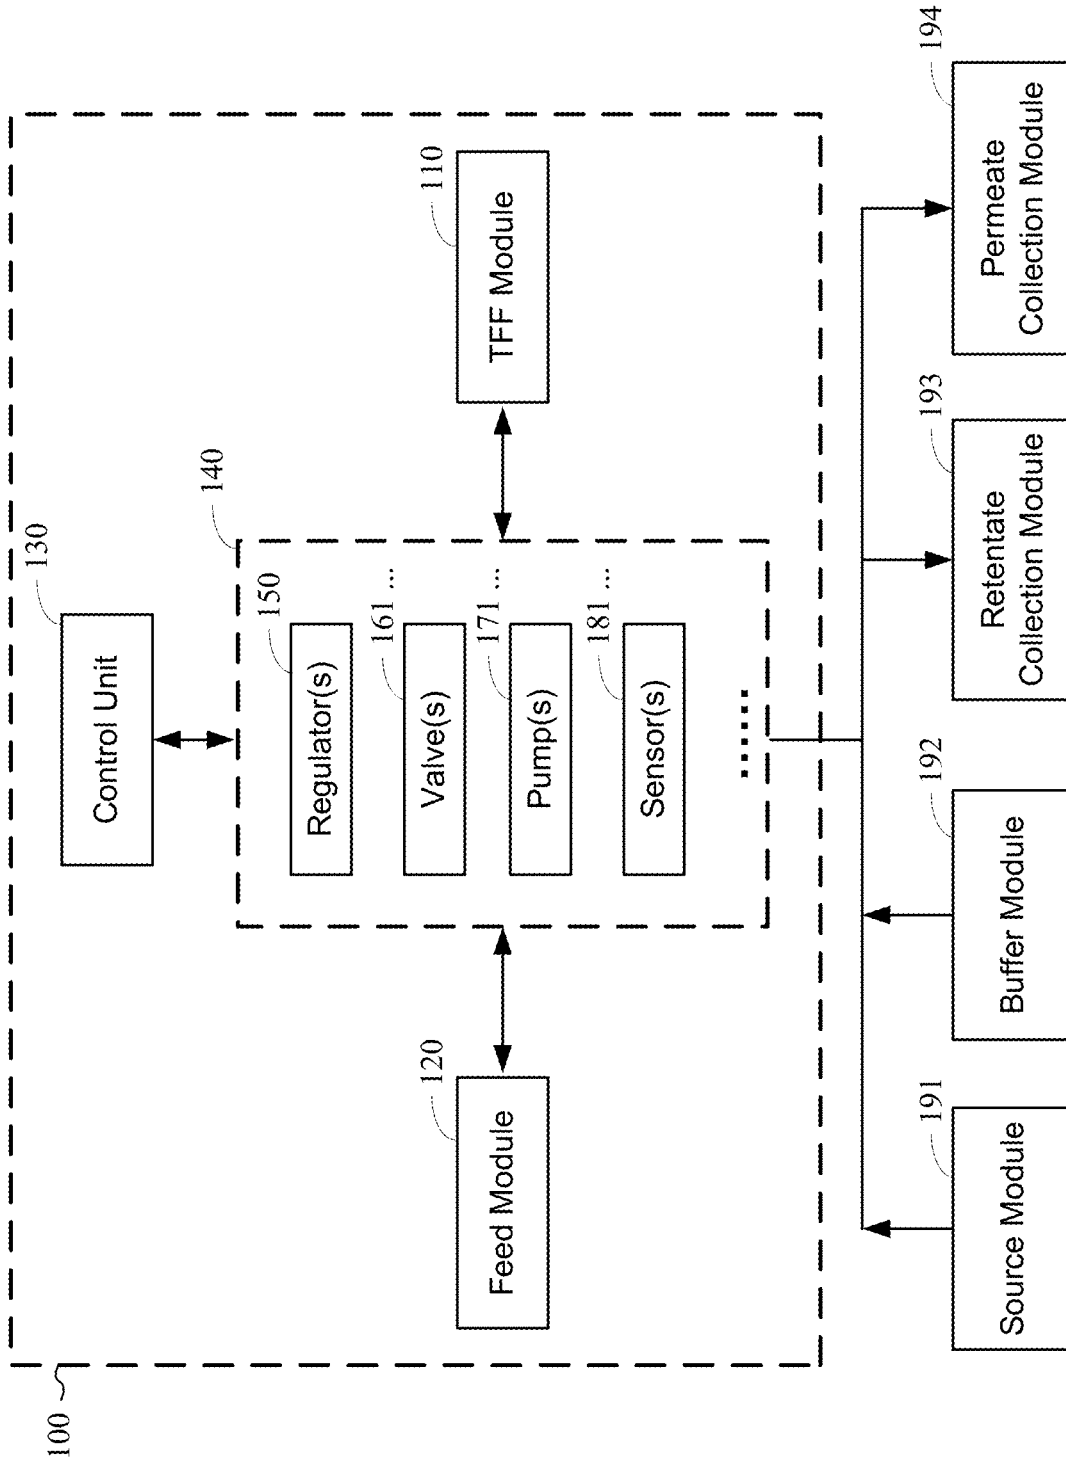 100
130
Control Unit
140
150
Regulator(s)
161 ...
Valve(s)
171 ...
Pump(s)
181 ...
Sensor(s)
......
120
Feed Module
110
TFF Module
191
Source Module
192
Buffer Module
193
Retentate
Collection Module
194
Permeate
Collection Module